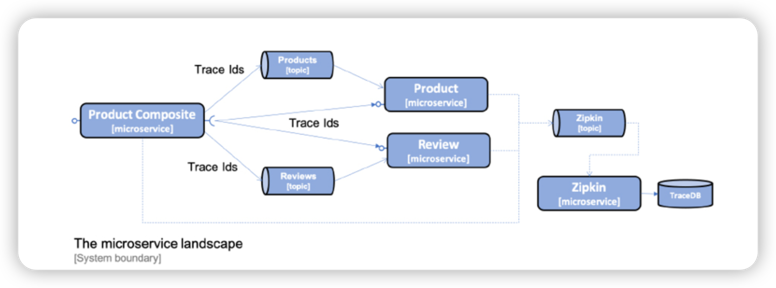 Products
[topic]
Trace Ids
Product
[microservice]
Product Composite
[microservice]
Trace Ids
Zipkin
[topic]
Review
[microservice]
Trace Ids
Reviews
[topic]
Zipkin
[microservice]
TraceDB
The microservice landscape
[System boundary]